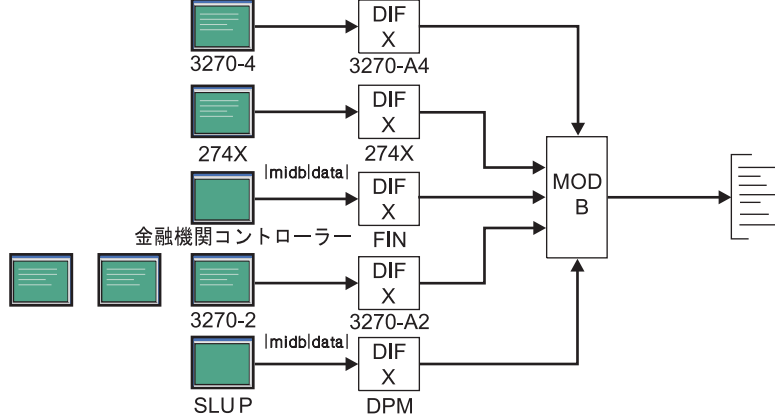 DIF
X
3270-4
3270-A4
DIF
X
274X
274X
MOD
B
|midb|data|
DIF
X
金融機関コントローラー
FIN
DIF
X
3270-2
3270-A2
|midb|data|
DIF
X
SLUP
DPM